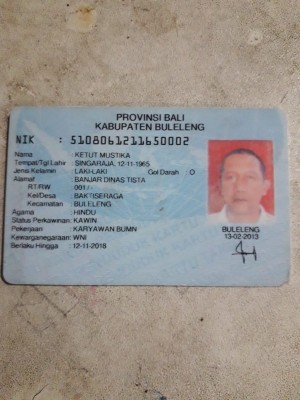 PROVINSI BALI
KABUPATEN BULELENG
NIK : 5108061211650002
Nama : KETUT MUSTIKA
Tempat/Tgl Lahir : SINGARAJA, 12-11-1965
Jenis Kelamin : LAKI-LAKI Gol Darah : O
Alamat : BANJAR DINAS TISTA
RT/RW : 001/-
Kel/Desa : BAKTISERAGA
Kecamatan : BULELENG
Agama : HINDU
Status Perkawinan : KAWIN
Pekerjaan : KARYAWAN BUMN
Kewarganegaraan : WNI
Berlaku Hingga : 12-11-2018
BULELENG
13-02-2013